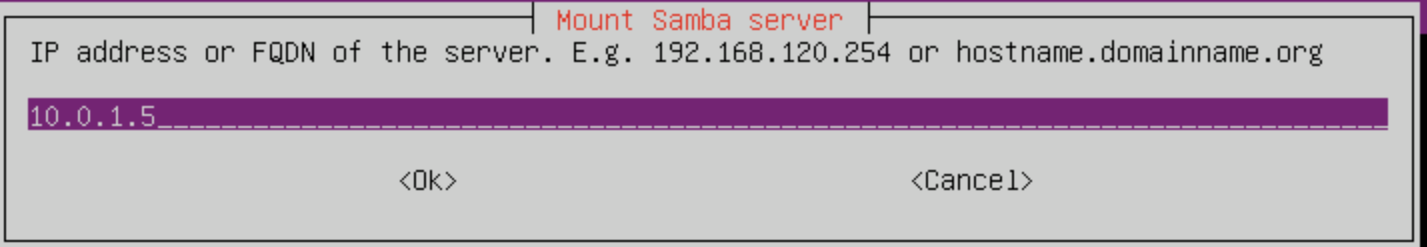 Mount Samba server
IP address or FQDN of the server. E.g. 192.168.120.254 or hostname.domainname.org
10.0.1.5
<Ok> <Cancel>